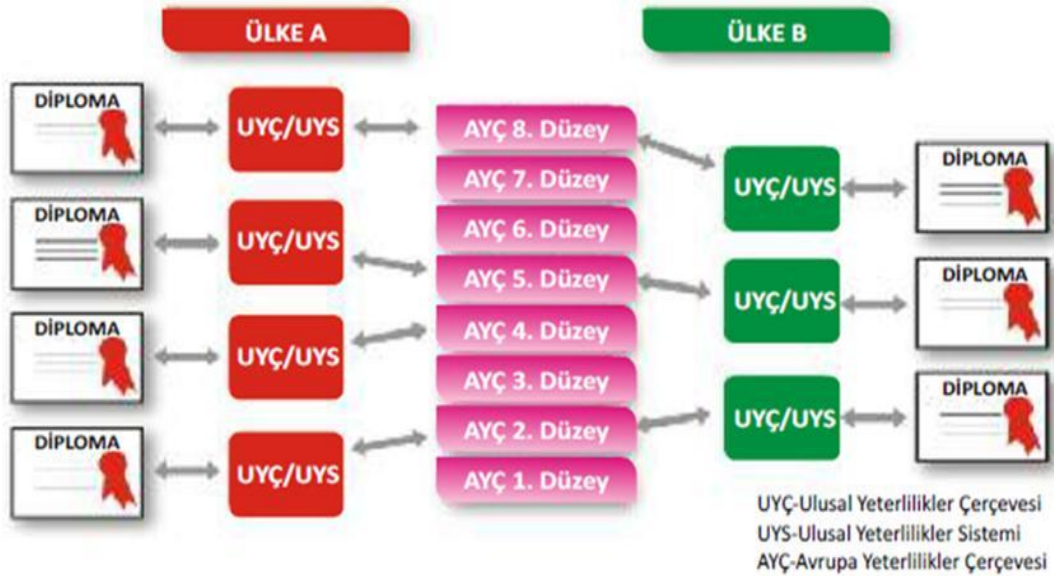 ÜLKE A
ÜLKE B
DİPLOMA
UYÇ/UYS
AYÇ 8. Düzey
AYÇ 7. Düzey
UYÇ/UYS
DİPLOMA
DİPLOMA
UYÇ/UYS
AYÇ 6. Düzey
AYÇ 5. Düzey
UYÇ/UYS
DİPLOMA
DİPLOMA
UYÇ/UYS
AYÇ 4. Düzey
AYÇ 3. Düzey
UYÇ/UYS
DİPLOMA
DİPLOMA
UYÇ/UYS
AYÇ 2. Düzey
AYÇ 1. Düzey
UYÇ-Ulusal Yeterlilikler Çerçevesi
UYS-Ulusal Yeterlilikler Sistemi
AYÇ-Avrupa Yeterlilikler Çerçevesi